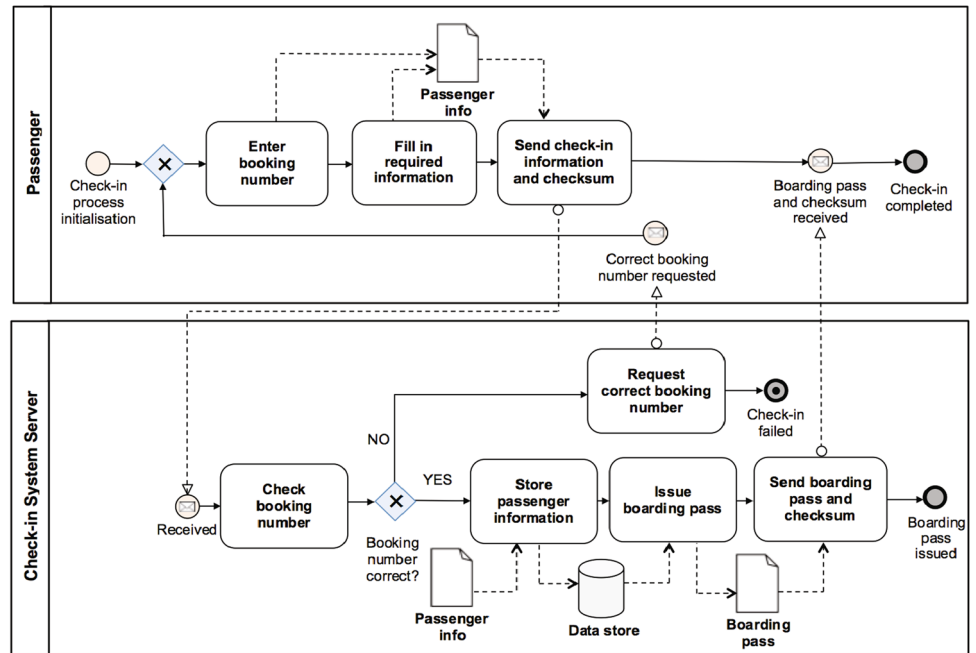 Passenger
Passenger
info
Enter
booking
number
Fill in
required
information
Send check-in
information
and checksum
Check-in
process
initialisation
Boarding pass
and checksum
received
Check-in
completed
Correct booking
number requested
Check-in System Server
Request
correct booking
number
Check-in
failed
NO
YES
Received
Check
booking
number
Booking
number
correct?
Store
passenger
information
Issue
boarding pass
Send boarding
pass and
checksum
Boarding
pass
issued
Passenger
info
Data store
Boarding
pass